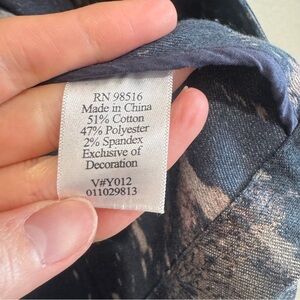 RN 98516
Made in China
51% Cotton
47% Polyester
2% Spandex
Exclusive of
Decoration
V#Y012
011029813